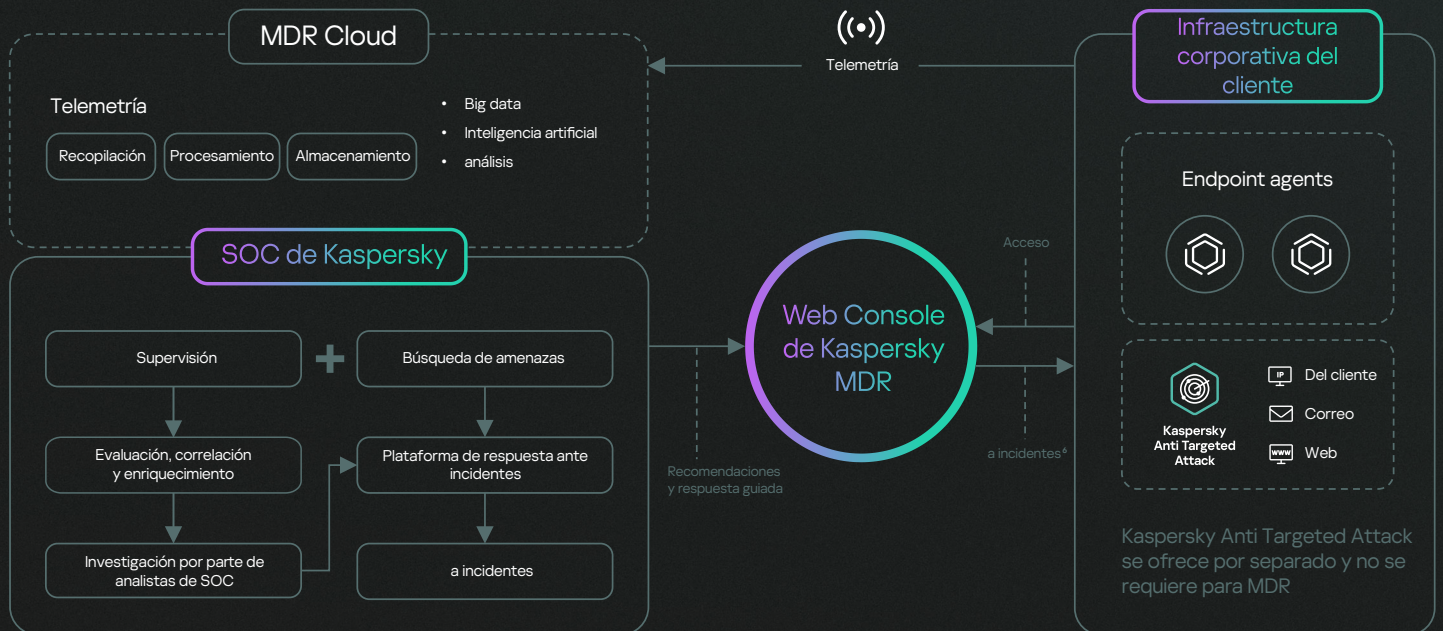 MDR Cloud
Telemetría
Recopilación
Procesamiento
Almacenamiento
• Big data
• Inteligencia artificial
• análisis
Telemetría
Infraestructura
corporativa del
cliente
Endpoint agents
Kaspersky
Anti Targeted
Attack
IP
Del cliente
Correo
WWW
Web
Kaspersky Anti Targeted Attack
se ofrece por separado y no se
requiere para MDR
SOC de Kaspersky
Supervisión
Búsqueda de amenazas
Evaluación, correlación
y enriquecimiento
Plataforma de respuesta ante
incidentes
Investigación por parte de
analistas de SOC
a incidentes
Recomendaciones
y respuesta guiada
Web Console
de Kaspersky
MDR
Acceso
a incidentes⁶